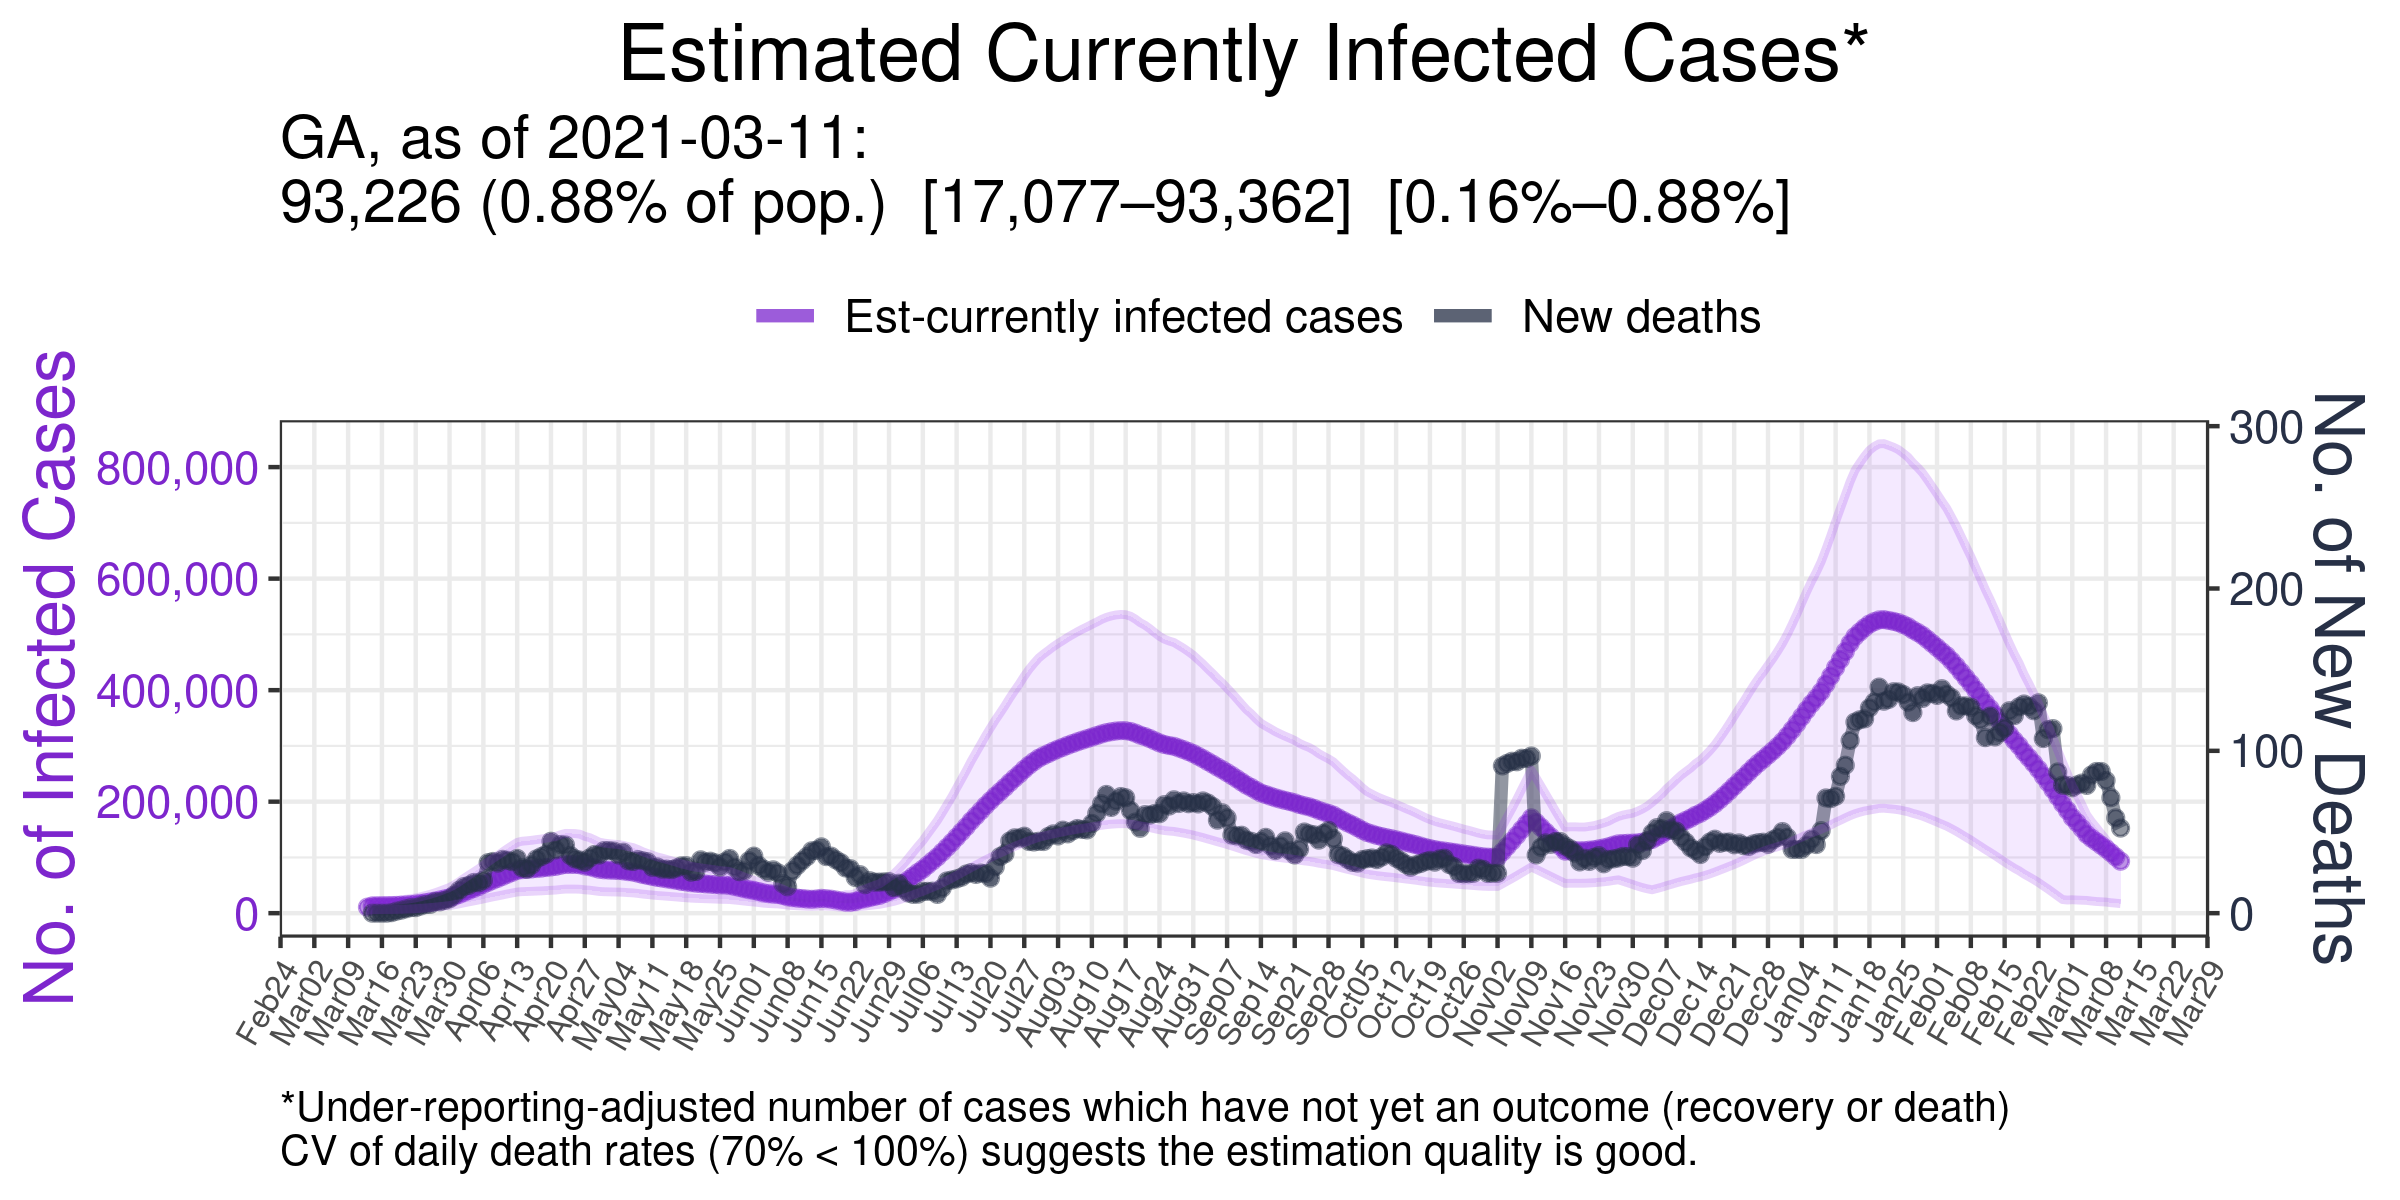 Estimated Currently Infected Cases*
GA, as of 2021-03-11:
93,226 (0.88% of pop.) [17,077–93,362] [0.16%–0.88%]
Est-currently infected cases
New deaths
No. of Infected Cases
800,000
600,000
400,000
200,000
0
300
200
100
0
No. of New Deaths
Feb24
Mar02
Mar09
Mar16
Mar23
Mar30
Apr06
Apr13
Apr20
Apr27
May04
May11
May18
May25
Jun01
Jun08
Jun15
Jun22
Jun29
Jul06
Jul13
Jul20
Jul27
Aug03
Aug10
Aug17
Aug24
Aug31
Sep07
Sep14
Sep21
Sep28
Oct05
Oct12
Oct19
Oct26
Nov02
Nov09
Nov16
Nov23
Nov30
Dec07
Dec14
Dec21
Dec28
Jan04
Jan11
Jan18
Jan25
Feb01
Feb08
Feb15
Feb22
Mar01
Mar08
Mar15
Mar22
Mar29
*Under-reporting-adjusted number of cases which have not yet an outcome (recovery or death)
CV of daily death rates (70% < 100%) suggests the estimation quality is good.